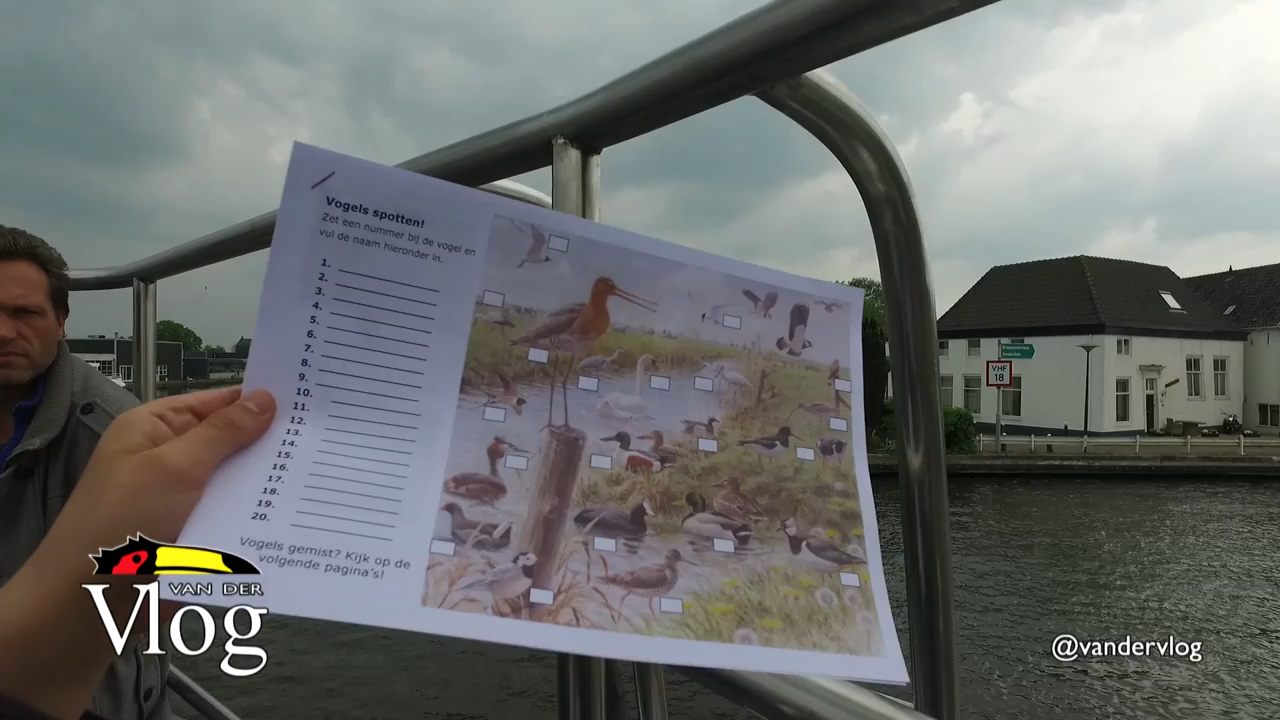 Vogels spotten!
Zet een nummer bij de vogel en
vul de naam hieronder in.
1.
2.
3.
4.
5.
6.
7.
8.
9.
10.
11.
12.
13.
14.
15.
16.
17.
18.
19.
20.
Vogels gemist? Kijk op de
volgende pagina's!
VHF
18
VAN DER
Vlog
@vandervlog